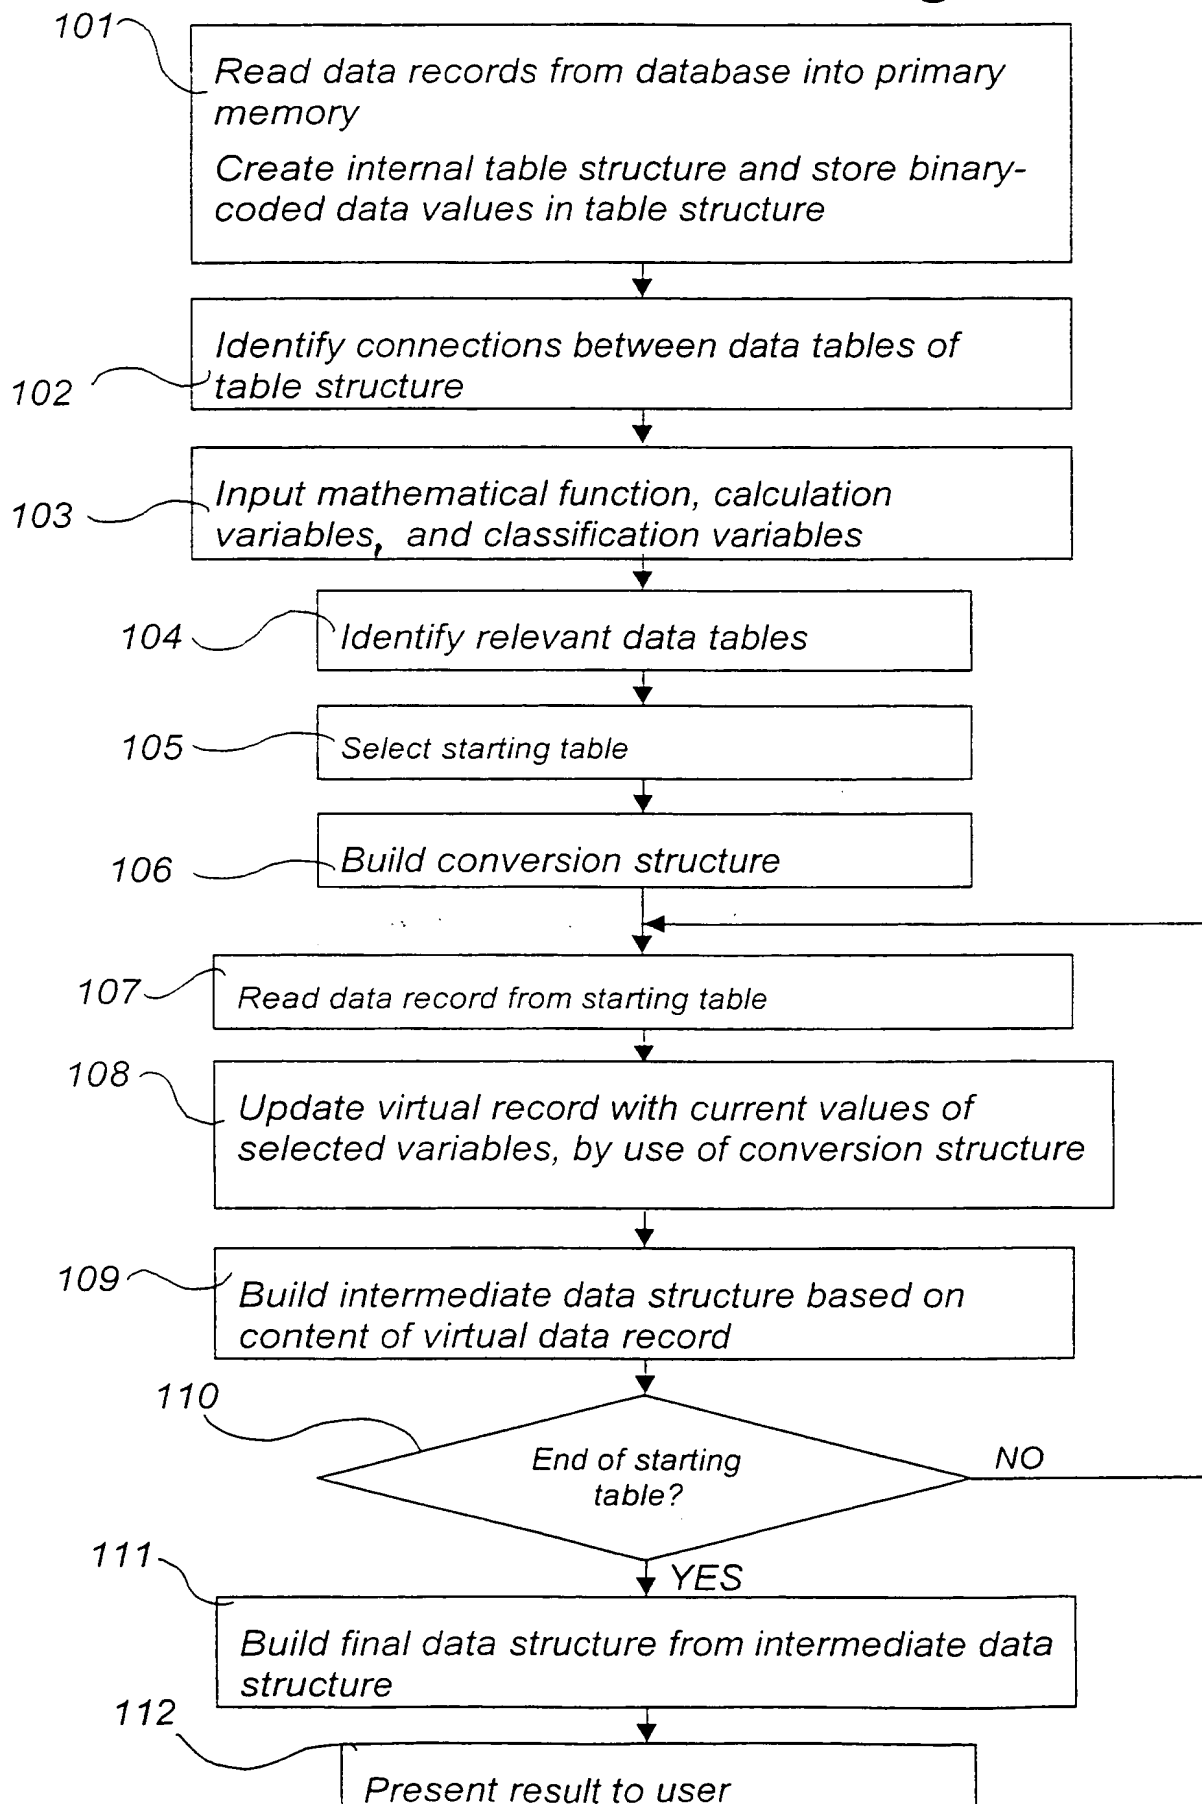 101
Read data records from database into primary
memory
Create internal table structure and store binary-
coded data values in table structure
Identify connections between data tables of
table structure
102
Input mathematical function, calculation
variables, and classification variables
103
104
Identify relevant data tables
105
Select starting table
106
Build conversion structure
107
Read data record from starting table
108
Update virtual record with current values of
selected variables, by use of conversion structure
109
Build intermediate data structure based on
content of virtual data record
110
End of starting
table?
NO
YES
111
Build final data structure from intermediate data
structure
112
Present result to user